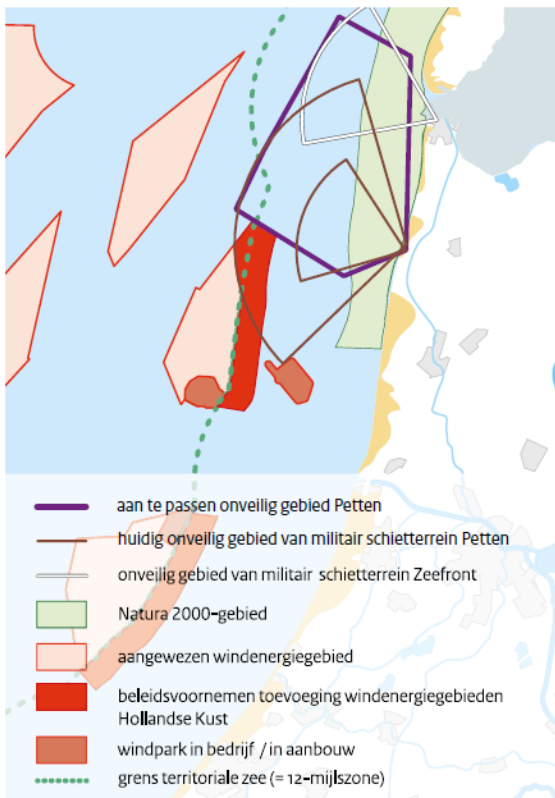 aan te passen onveilig gebied Petten
huidig onveilig gebied van militair schietterrein Petten
onveilig gebied van militair schietterrein Zeefront
Natura 2000-gebied
aangewezen windenergiegebied
beleidsvoornemen toevoeging windenergiegebieden
Hollandse Kust
windpark in bedrijf / in aanbouw
grens territoriale zee (= 12-mijlszone)